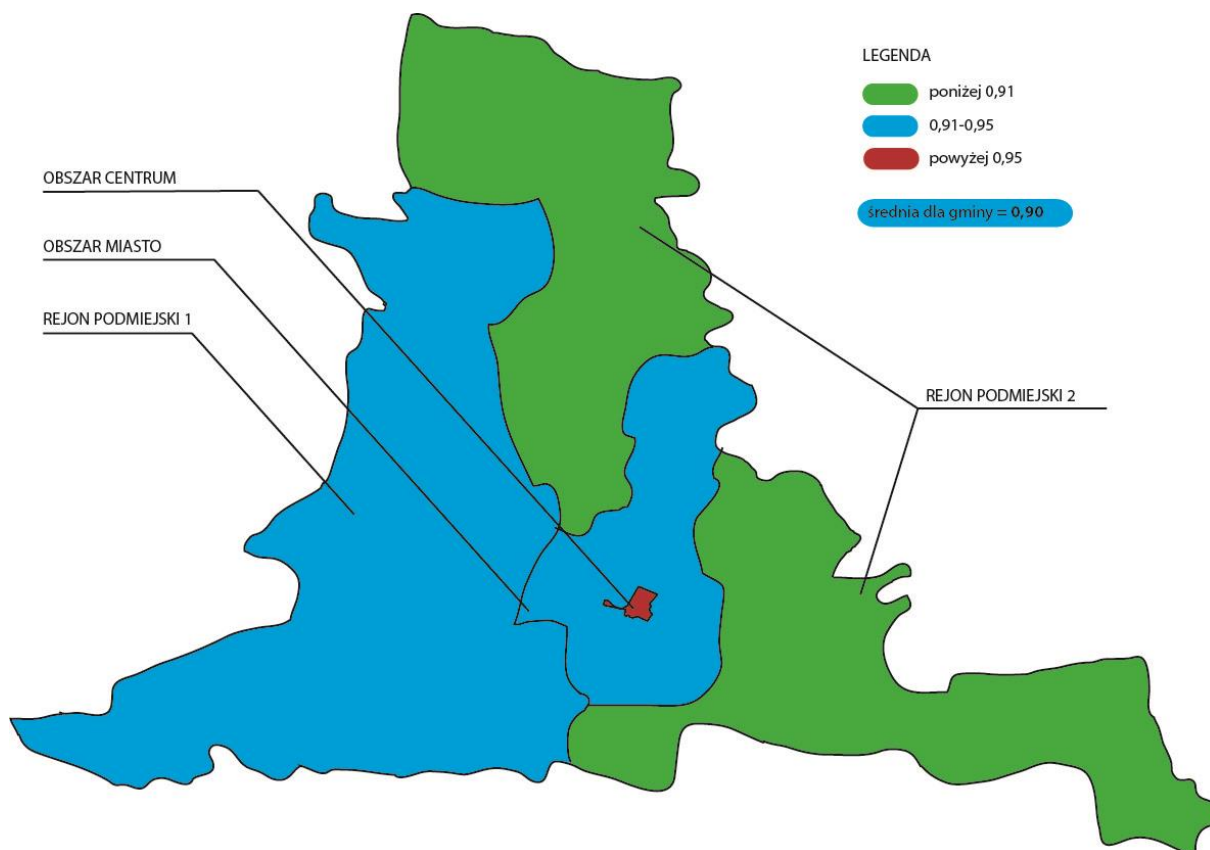 LEGENDA
poniżej 0,91
0,91-0,95
powyżej 0,95
średnia dla gminy = 0,90
OBSZAR CENTRUM
OBSZAR MIASTO
REJON PODMIEJSKI 1
REJON PODMIEJSKI 2